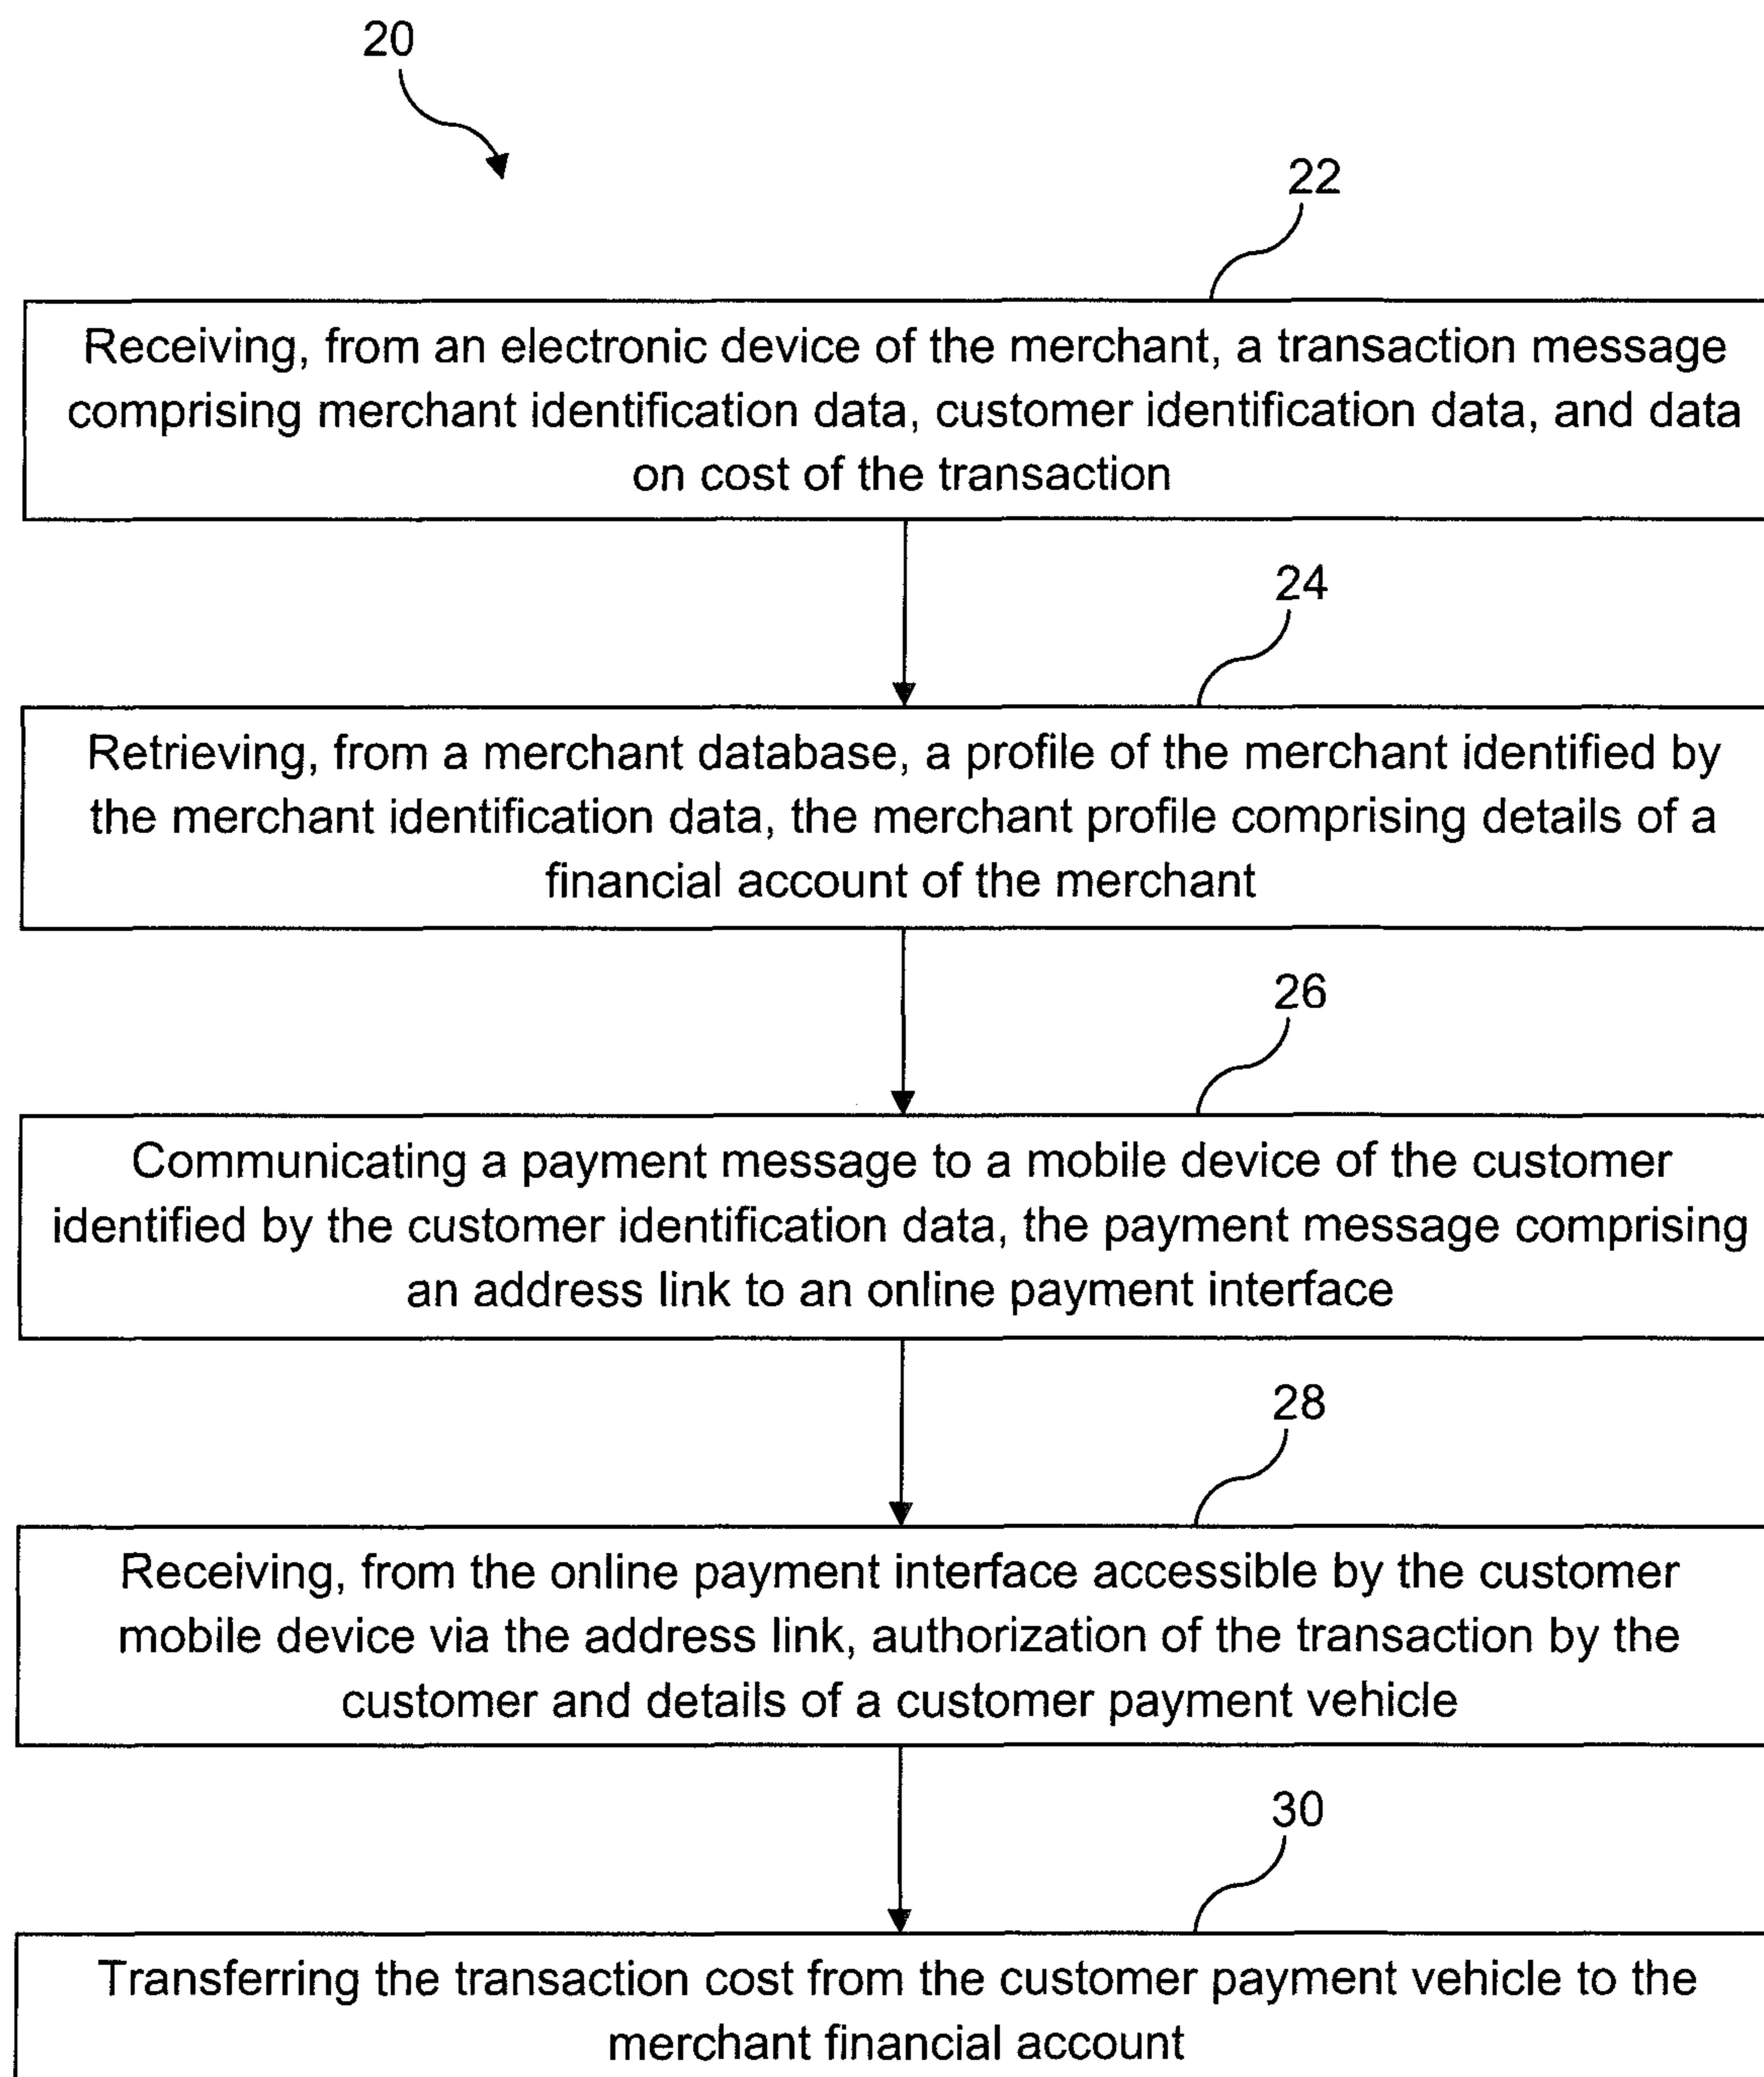 20
22
Receiving, from an electronic device of the merchant, a transaction message
comprising merchant identification data, customer identification data, and data
on cost of the transaction
24
Retrieving, from a merchant database, a profile of the merchant identified by
the merchant identification data, the merchant profile comprising details of a
financial account of the merchant
26
Communicating a payment message to a mobile device of the customer
identified by the customer identification data, the payment message comprising
an address link to an online payment interface
28
Receiving, from the online payment interface accessible by the customer
mobile device via the address link, authorization of the transaction by the
customer and details of a customer payment vehicle
30
Transferring the transaction cost from the customer payment vehicle to the
merchant financial account